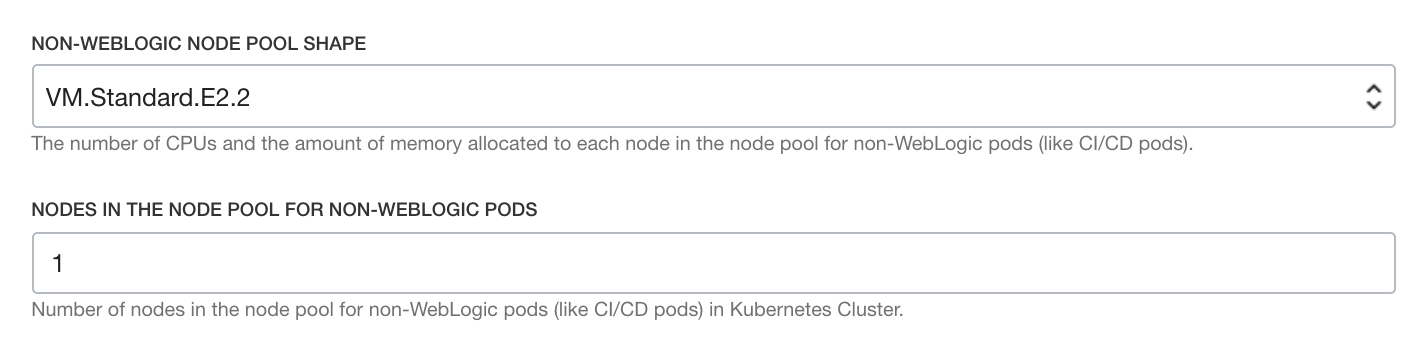 NON-WEBLOGIC NODE POOL SHAPE
VM.Standard.E2.2
The number of CPUs and the amount of memory allocated to each node in the node pool for non-WebLogic pods (like CI/CD pods).
NODES IN THE NODE POOL FOR NON-WEBLOGIC PODS
1
Number of nodes in the node pool for non-WebLogic pods (like CI/CD pods) in Kubernetes Cluster.